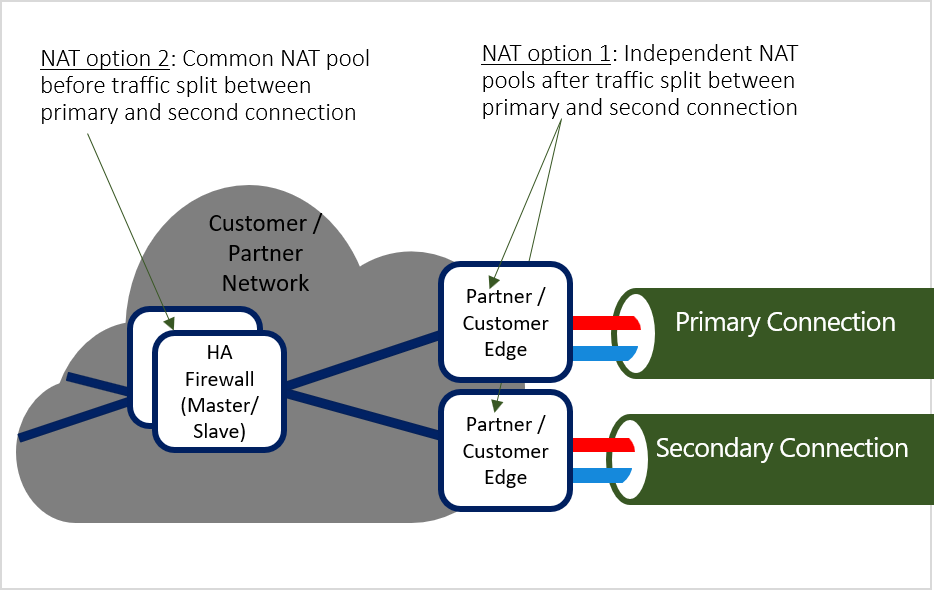 NAT option 2: Common NAT pool
before traffic split between
primary and second connection
NAT option 1: Independent NAT
pools after traffic split between
primary and second connection
Customer /
Partner
Network
HA
Firewall
(Master/
Slave)
Partner /
Customer
Edge
Primary Connection
Partner /
Customer
Edge
Secondary Connection